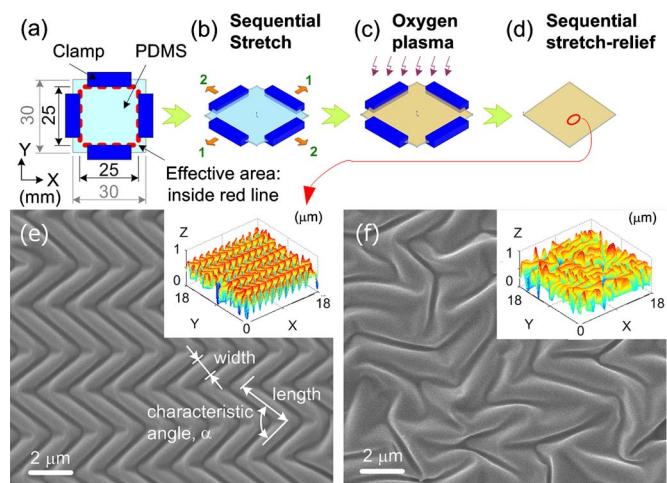 (a)
Clamp
PDMS
30
25
Y
X
(mm)
25
30
Effective area:
inside red line
(b) Sequential
Stretch
2
1
1
2
(c) Oxygen
plasma
(d) Sequential
stretch-relief
(e)
(μm)
Z
1
0
18
Y
0
X
18
width
length
characteristic
angle, α
2 μm
(f)
(μm)
Z
1
0
18
Y
0
X
18
2 μm